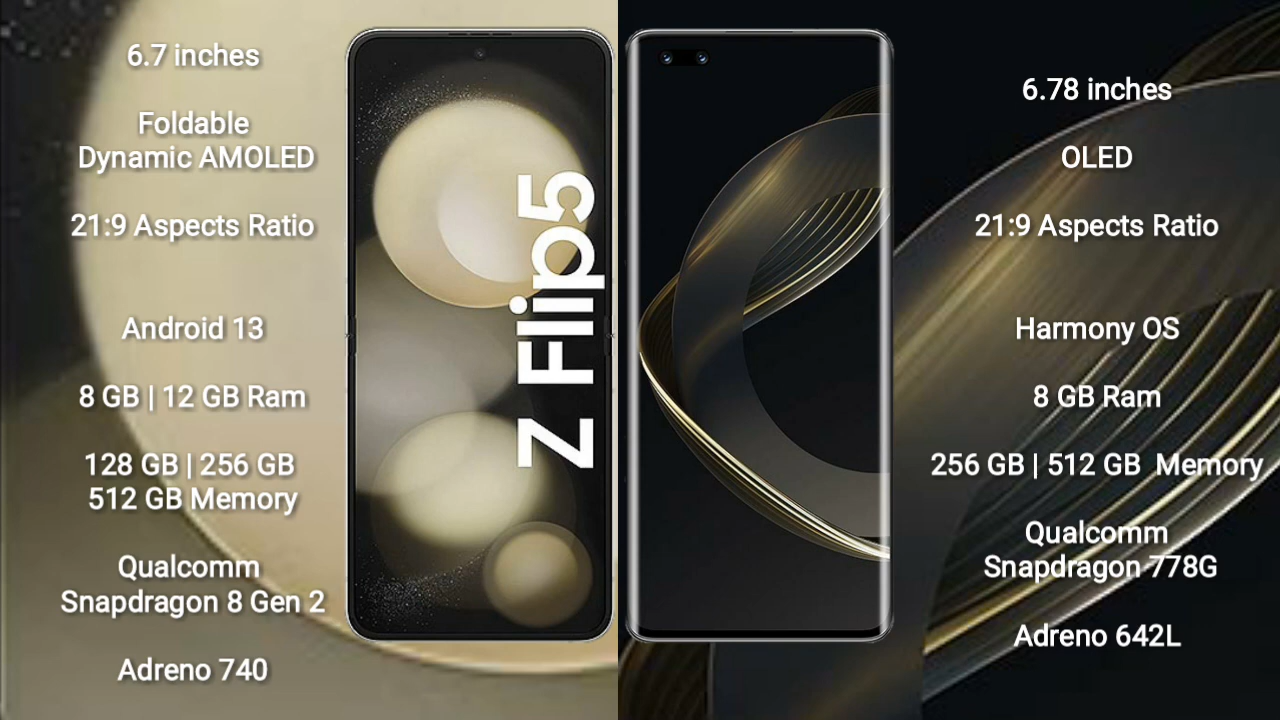 6.7 inches
Foldable
Dynamic AMOLED
21:9 Aspects Ratio
Android 13
8 GB | 12 GB Ram
128 GB | 256 GB
512 GB Memory
Qualcomm
Snapdragon 8 Gen 2
Adreno 740
Z Flip5
6.78 inches
OLED
21:9 Aspects Ratio
Harmony OS
8 GB Ram
256 GB | 512 GB Memory
Qualcomm
Snapdragon 778G
Adreno 642L